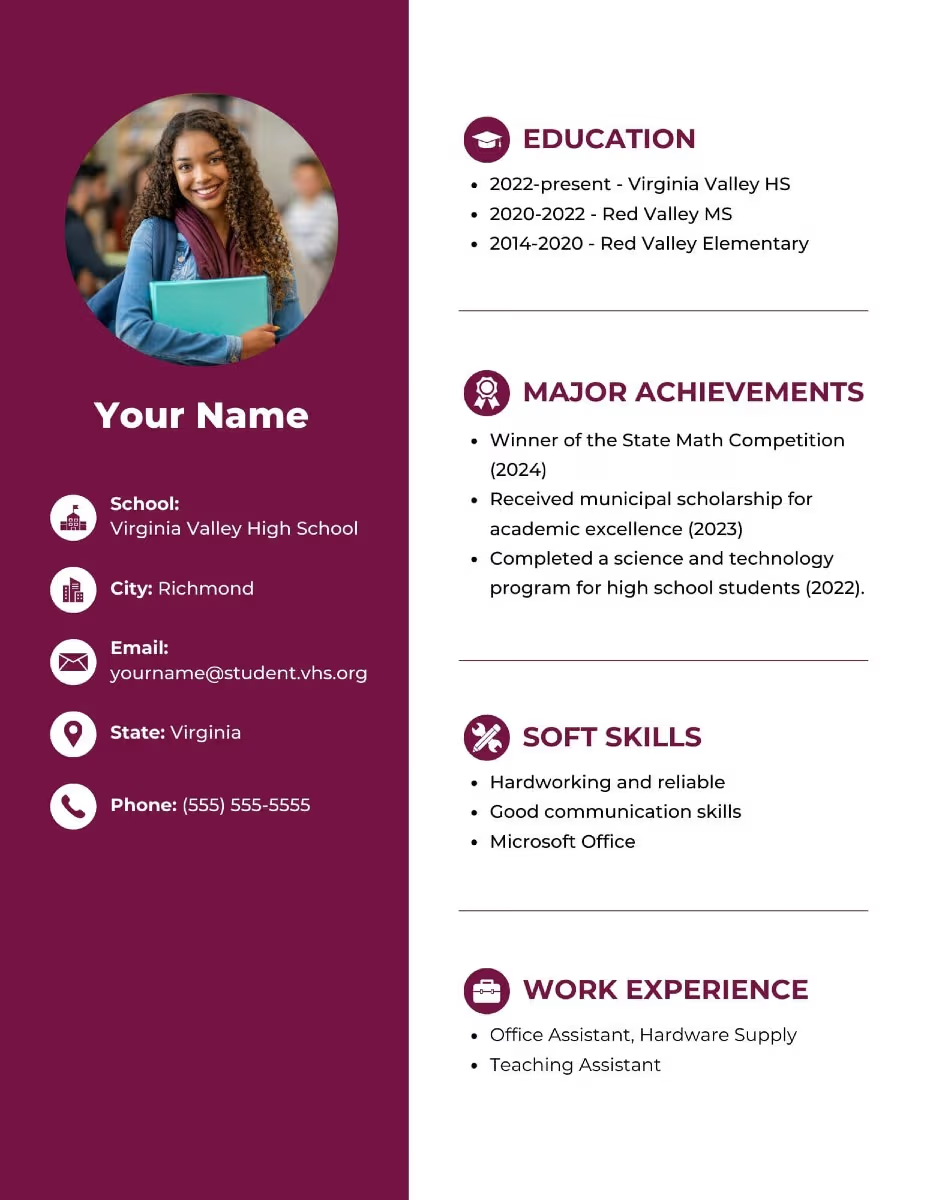 Your Name
School:
Virginia Valley High School
City: Richmond
Email:
yourname@student.vhs.org
State: Virginia
Phone: (555) 555-5555
EDUCATION
2022-present - Virginia Valley HS
2020-2022 - Red Valley MS
2014-2020 - Red Valley Elementary
MAJOR ACHIEVEMENTS
Winner of the State Math Competition
(2024)
Received municipal scholarship for
academic excellence (2023)
Completed a science and technology
program for high school students (2022).
SOFT SKILLS
Hardworking and reliable
Good communication skills
Microsoft Office
WORK EXPERIENCE
Office Assistant, Hardware Supply
Teaching Assistant